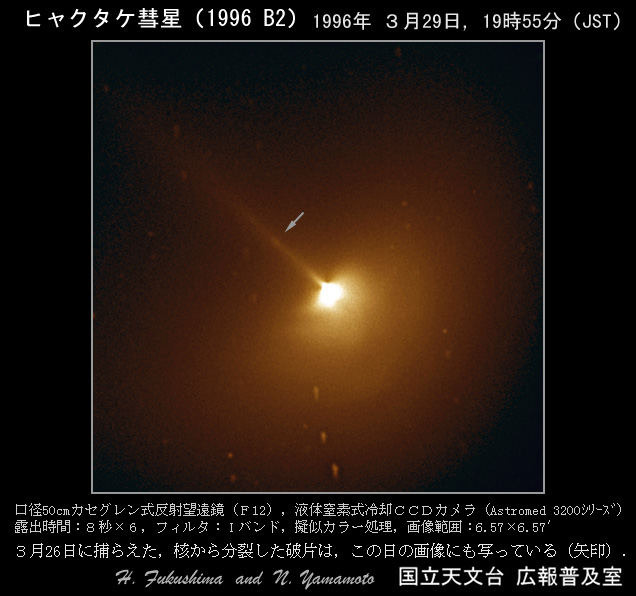 ヒャクタケ彗星（1996 B2） 1996年 ３月29日，19時55分（JST）
口径50cmカセグレン式反射望遠鏡（Ｆ12），液体窒素式冷却ＣＣＤカメラ（Astromed 3200ｼﾘｰｽﾞ）
露出時間：８秒×６，フィルタ：Ｉバンド，擬似カラー処理，画像範囲：6.57×6.57′
３月26日に捕らえた，核から分裂した破片は，この日の画像にも写っている（矢印）．
H. Fukushima and N. Yamamoto 国立天文台 広報普及室